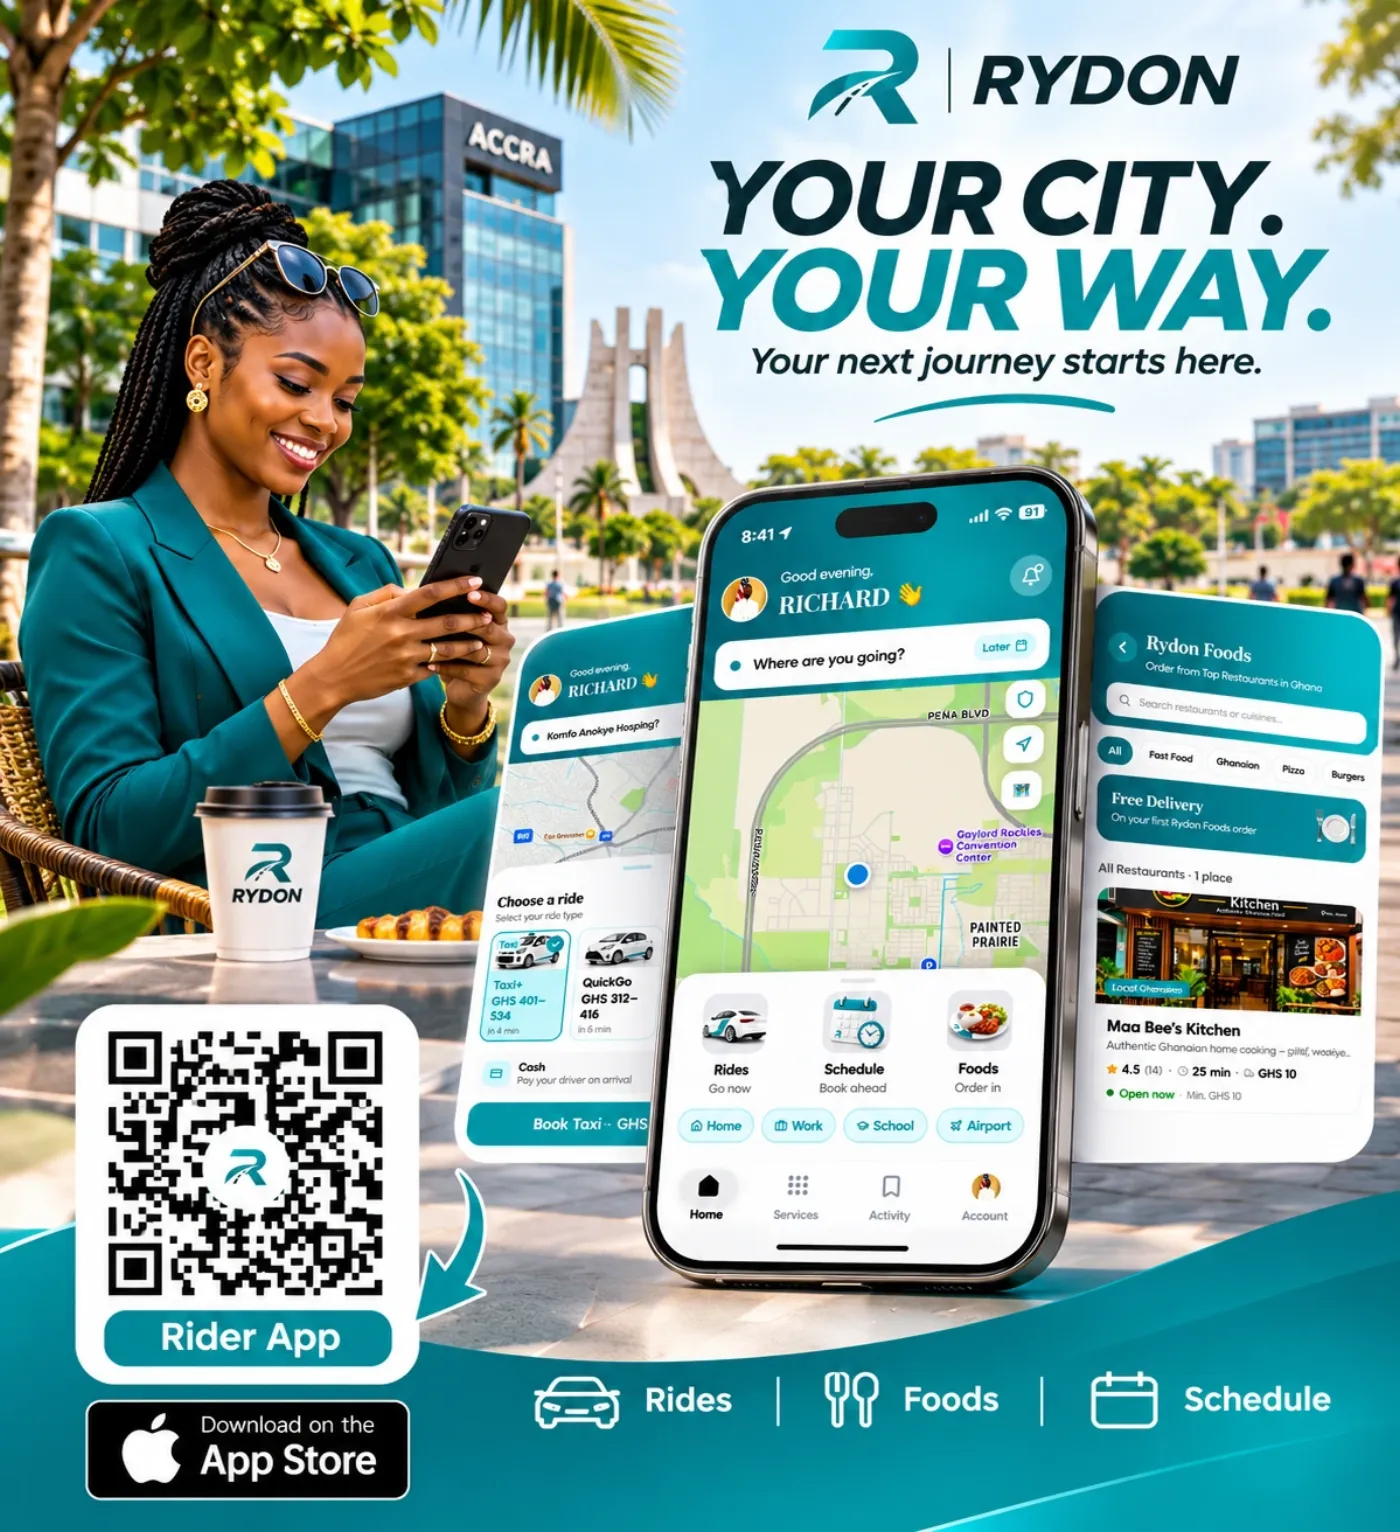 RYDON
YOUR CITY.
YOUR WAY.
Your next journey starts here.
ACCRA
RYDON
Good evening,
RICHARD
Komfo Anokye Hosping?
Choose a ride
Select your ride type
Taxi
Taxi+
GHS 401–
534
in 4 min
QuickGo
GHS 312–
416
in 6 min
Cash
Pay your driver on arrival
Book Taxi·· GHS
8:41
91
Good evening,
RICHARD
Where are you going?
Later
PEMA BLVD
Gaylord Rockies
Convention
Center
PAINTED
PRAIRIE
P
Rides
Go now
Schedule
Book ahead
Foods
Order in
Home
Work
School
Airport
Home
Services
Activity
Account
Rydon Foods
Order from Top Restaurants in Ghana
Search restaurants or cuisines...
All
Fast Food
Ghanaian
Pizza
Burgers
Free Delivery
On your first Rydon Foods order
All Restaurants · 1 place
Kitchen
Local Ghanaian
Maa Bee's Kitchen
Authentic Ghanaian home cooking –
4.5 (14) · 25 min · GHS 10
Open now · Min. GHS 10
Rider App
Download on the
App Store
Rides
Foods
Schedule